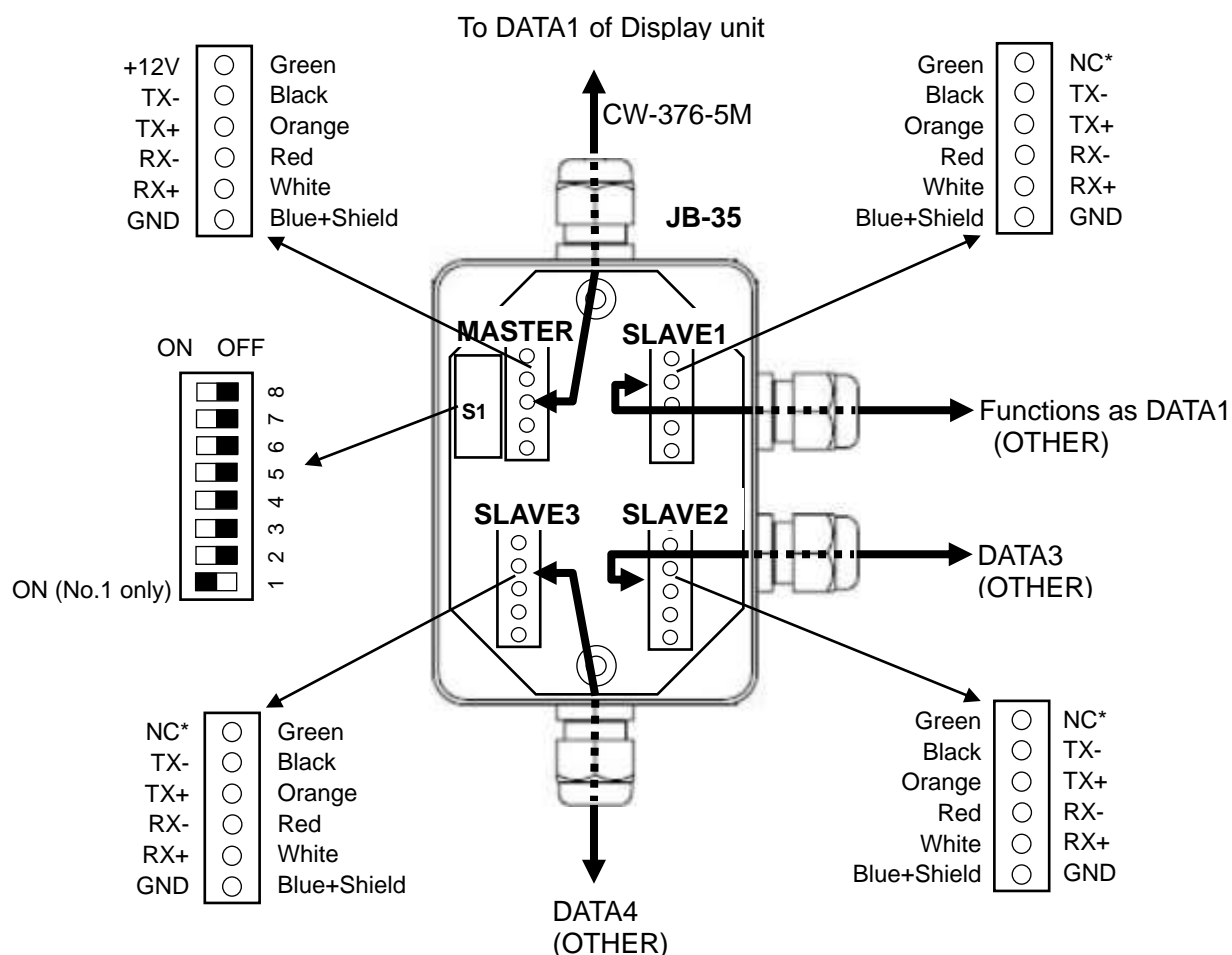 To DATA1 of Display unit
+12V Green
TX- Black
TX+ Orange
RX- Red
RX+ White
GND Blue+Shield
Green NC*
Black TX-
Orange TX+
Red RX-
White RX+
Blue+Shield GND
CW-376-5M
JB-35
MASTER
SLAVE1
ON OFF
S1
8
7
6
5
4
3
2
1
ON (No.1 only)
Functions as DATA1
(OTHER)
SLAVE3
SLAVE2
DATA3
(OTHER)
NC* Green
TX- Black
TX+ Orange
RX- Red
RX+ White
GND Blue+Shield
Green NC*
Black TX-
Orange TX+
Red RX-
White RX+
Blue+Shield GND
DATA4
(OTHER)